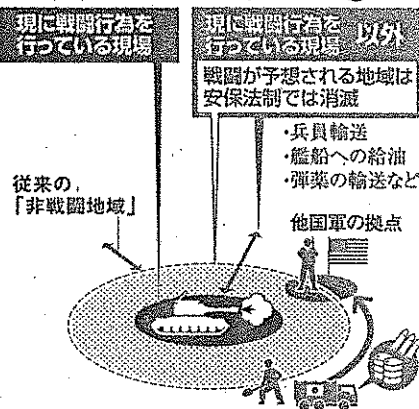 現に戦闘行為を
行っている現場
現に戦闘行為を
行っている現場 以外
戦闘が予想される地域は
安保法制では消滅
・兵員輸送
・艦船への給油
・弾薬の輸送など
従来の
「非戦闘地域」
他国軍の拠点